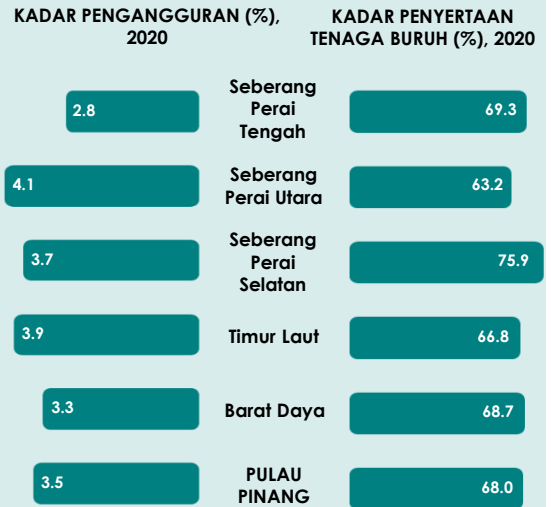 KADAR PENGANGGURAN (%),
2020
KADAR PENYERTAAN
TENAGA BURUH (%), 2020
2.8
Seberang
Perai
Tengah
69.3
4.1
Seberang
Perai Utara
63.2
3.7
Seberang
Perai
Selatan
75.9
3.9
Timur Laut
66.8
3.3
Barat Daya
68.7
3.5
PULAU
PINANG
68.0